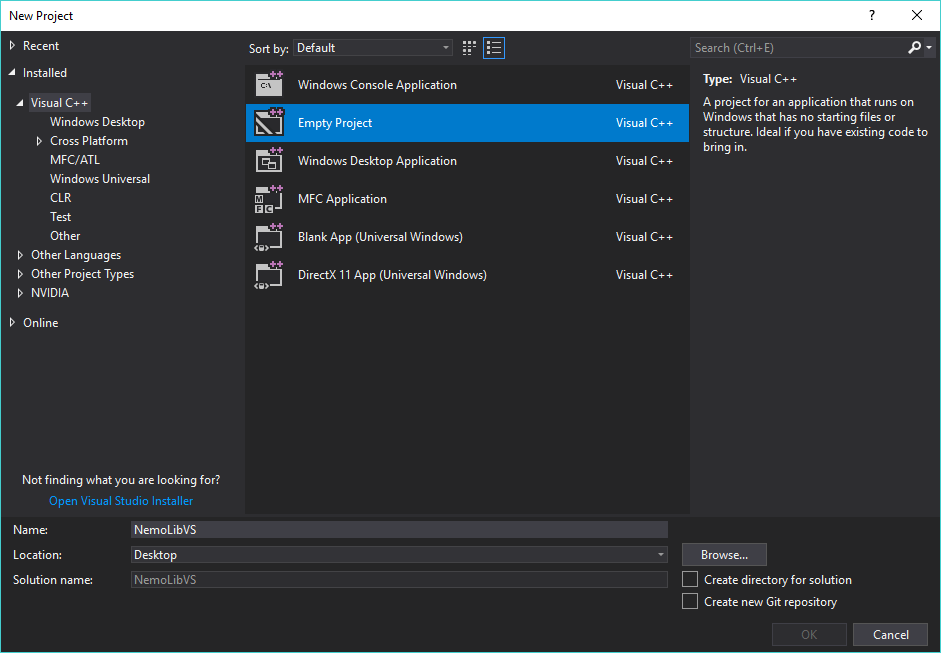 New Project
?
Recent
Installed
Visual C++
Windows Desktop
Cross Platform
MFC/ATL
Windows Universal
CLR
Test
Other
Other Languages
Other Project Types
NVIDIA
Online
Not finding what you are looking for?
Open Visual Studio Installer
Sort by: Default
Windows Console Application Visual C++
Empty Project Visual C++
Windows Desktop Application Visual C++
MFC Application Visual C++
Blank App (Universal Windows) Visual C++
DirectX 11 App (Universal Windows) Visual C++
Search (Ctrl+E)
Type: Visual C++
A project for an application that runs on
Windows that has no starting files or
structure. Ideal if you have existing code to
bring in.
Name: NemoLibVS
Location: Desktop
Browse...
Solution name: NemoLibVS
Create directory for solution
Create new Git repository
OK Cancel